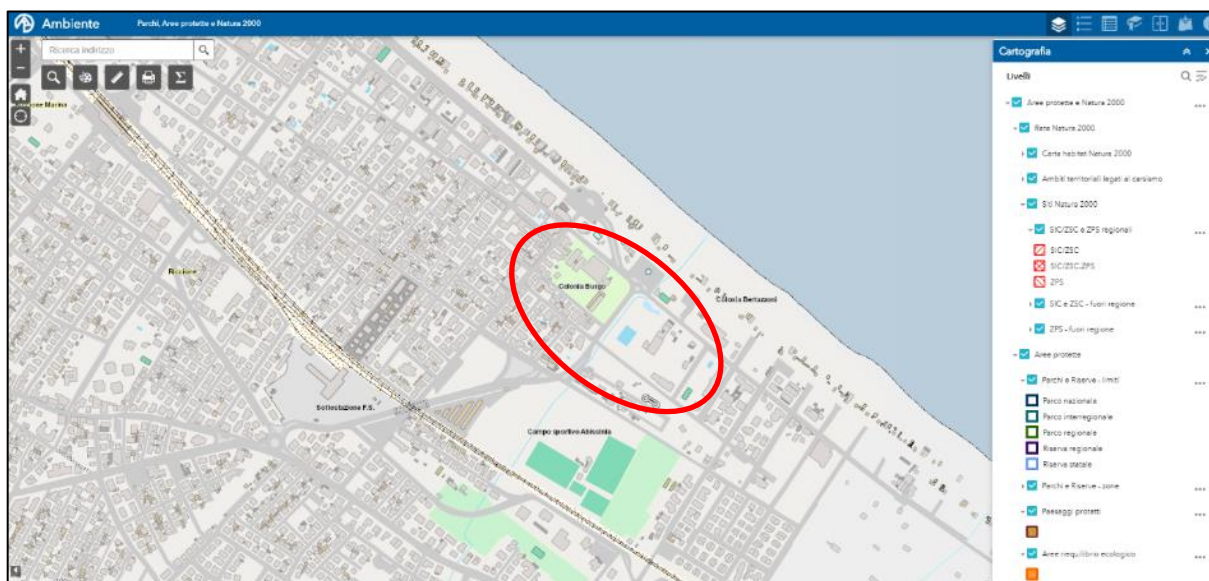 Ambiente
Parchi, Aree protette e Natura 2000
Ricerca indirizzo
Riccione
Colonia Burgo
Colonia Bertazzoni
Sottostazione F.S.
Campo sportivo Abissinia
Cartografia
Livelli
Aree protette e Natura 2000
Rete Natura 2000
Carta habitat Natura 2000
Ambiti territoriali legati al carsismo
Siti Natura 2000
SIC/ZSC e ZPS regionali
SIC/ZSC
SIC/ZSC ZPS
ZPS
SIC e ZSC - fuori regione
ZPS - fuori regione
Aree protette
Parchi e Riserve - limiti
Parco nazionale
Parco interregionale
Parco regionale
Riserva regionale
Riserva statale
Parchi e Riserve - zone
Paesaggi protetti
Aree riequilibrio ecologico